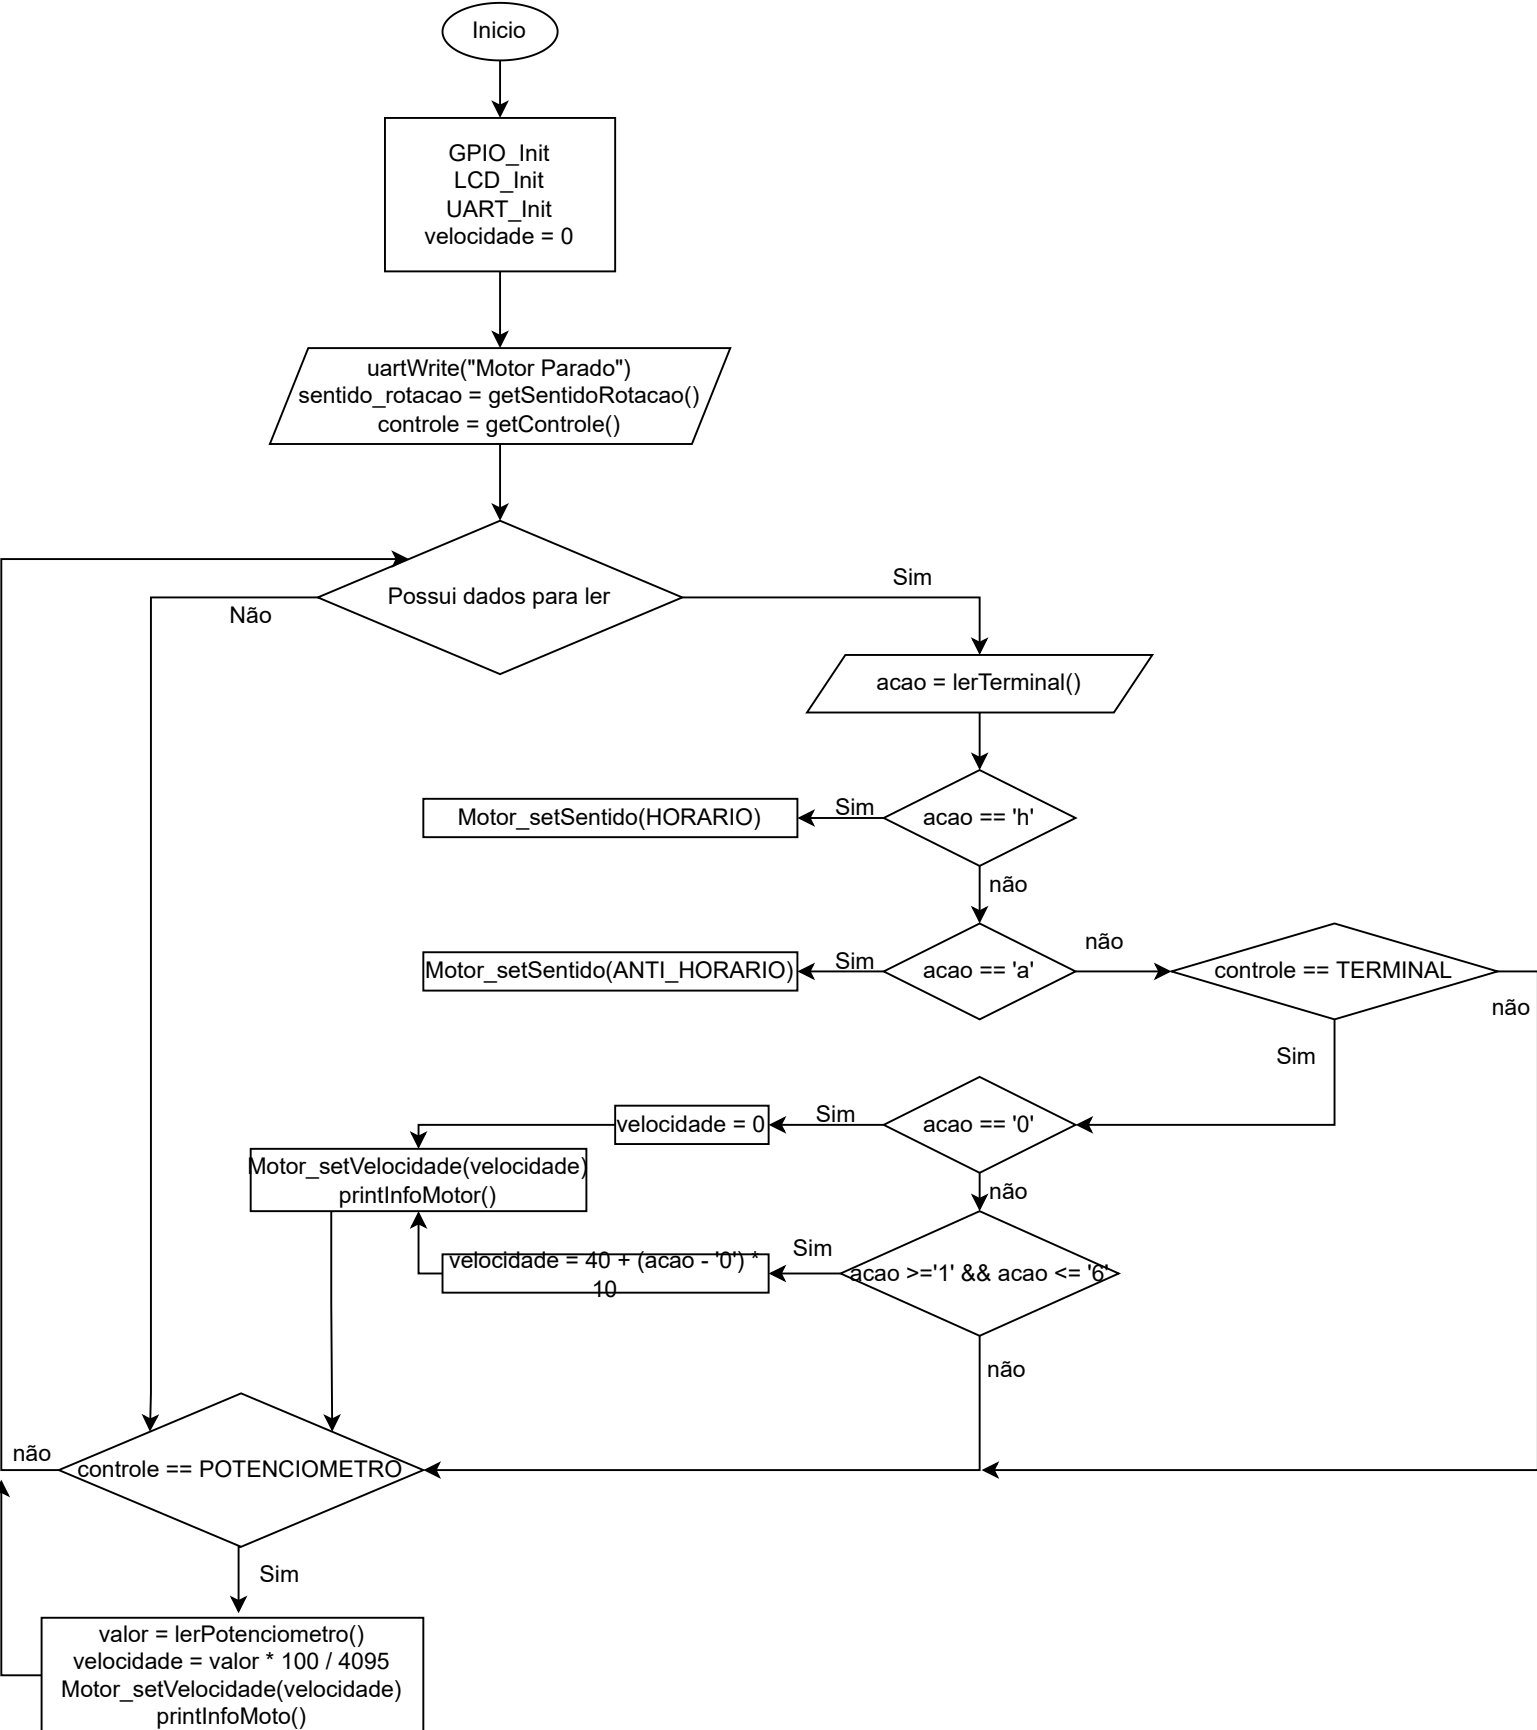 Inicio
GPIO_Init
LCD_Init
UART_Init
velocidade = 0
uartWrite("Motor Parado")
sentido_rotacao = getSentidoRotacao()
controle = getControle()
Possui dados para ler
Sim
Não
acao = lerTerminal()
acao == 'h'
Sim
Motor_setSentido(HORARIO)
não
acao == 'a'
Sim
Motor_setSentido(ANTI_HORARIO)
não
controle == TERMINAL
não
Sim
acao == '0'
Sim
velocidade = 0
Motor_setVelocidade(velocidade)
printInfoMotor()
não
acao >='1' && acao <= '6'
Sim
velocidade = 40 + (acao - '0') *
10
não
controle == POTENCIOMETRO
não
Sim
valor = lerPotenciometro()
velocidade = valor * 100 / 4095
Motor_setVelocidade(velocidade)
printInfoMoto()